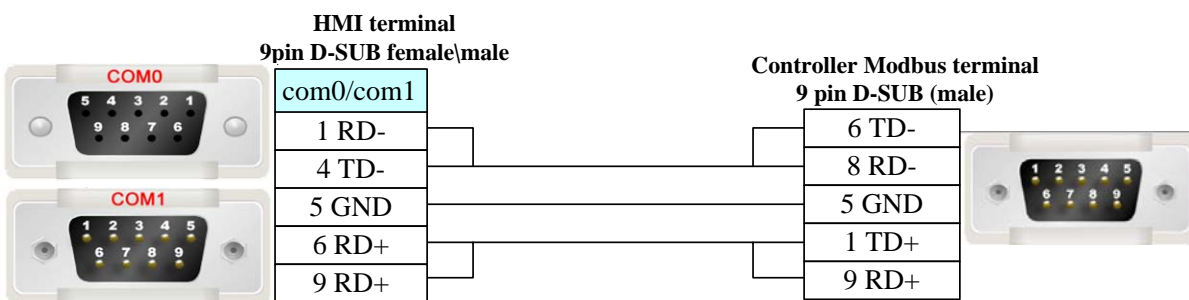 HMI terminal
9pin D-SUB female\male
COM0
5 4 3 2 1
9 8 7 6
COM1
1 2 3 4 5
6 7 8 9
com0/com1
1 RD-
4 TD-
5 GND
6 RD+
9 RD+
Controller Modbus terminal
9 pin D-SUB (male)
6 TD-
8 RD-
5 GND
1 TD+
9 RD+
1 2 3 4 5
6 7 8 9